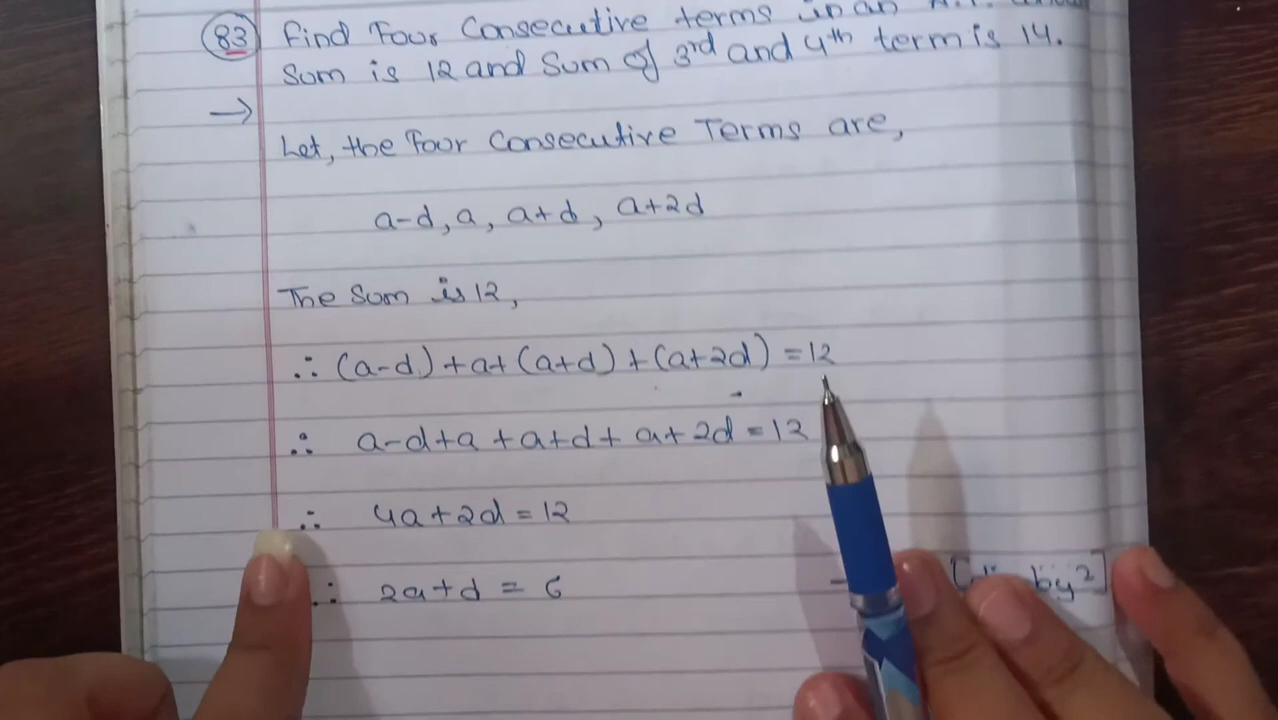 83 find Four Consecutive terms in an
Sum is 12 and Sum of 3rd and 4th term is 14.
→
Let, the Four Consecutive Terms are,
a-d, a, a+d, a+2d
The Sum is 12,
∴ (a-d)+a+(a+d)+(a+2d) =12
∴ a-d+a+a+d+a+2d=12
∴ 4a+2d=12
∴ 2a+d = 6 by 2]